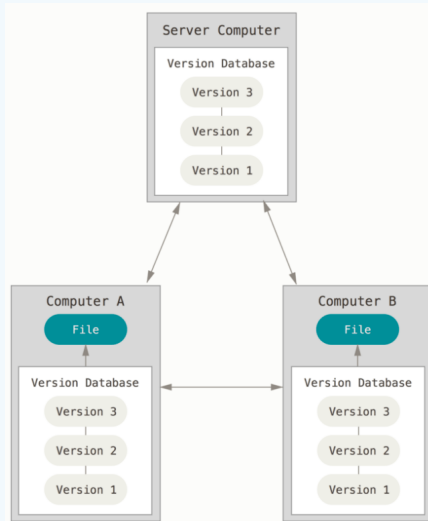 Server Computer
Version Database
Version 3
Version 2
Version 1
Computer A
File
Version Database
Version 3
Version 2
Version 1
Computer B
File
Version Database
Version 3
Version 2
Version 1